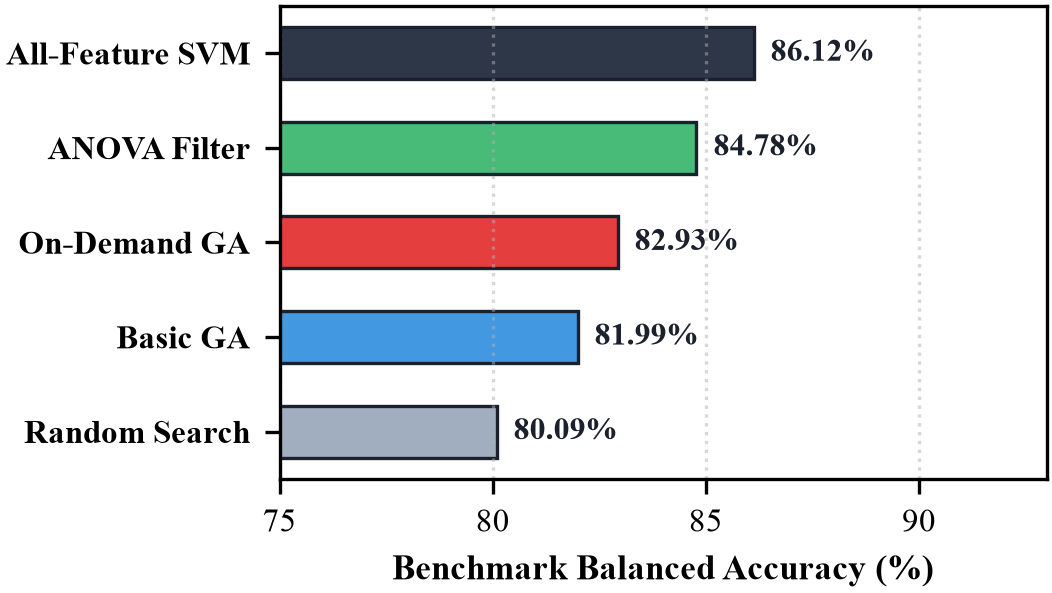 All-Feature SVM 86.12%
ANOVA Filter 84.78%
On-Demand GA 82.93%
Basic GA 81.99%
Random Search 80.09%
75 80 85 90
Benchmark Balanced Accuracy (%)